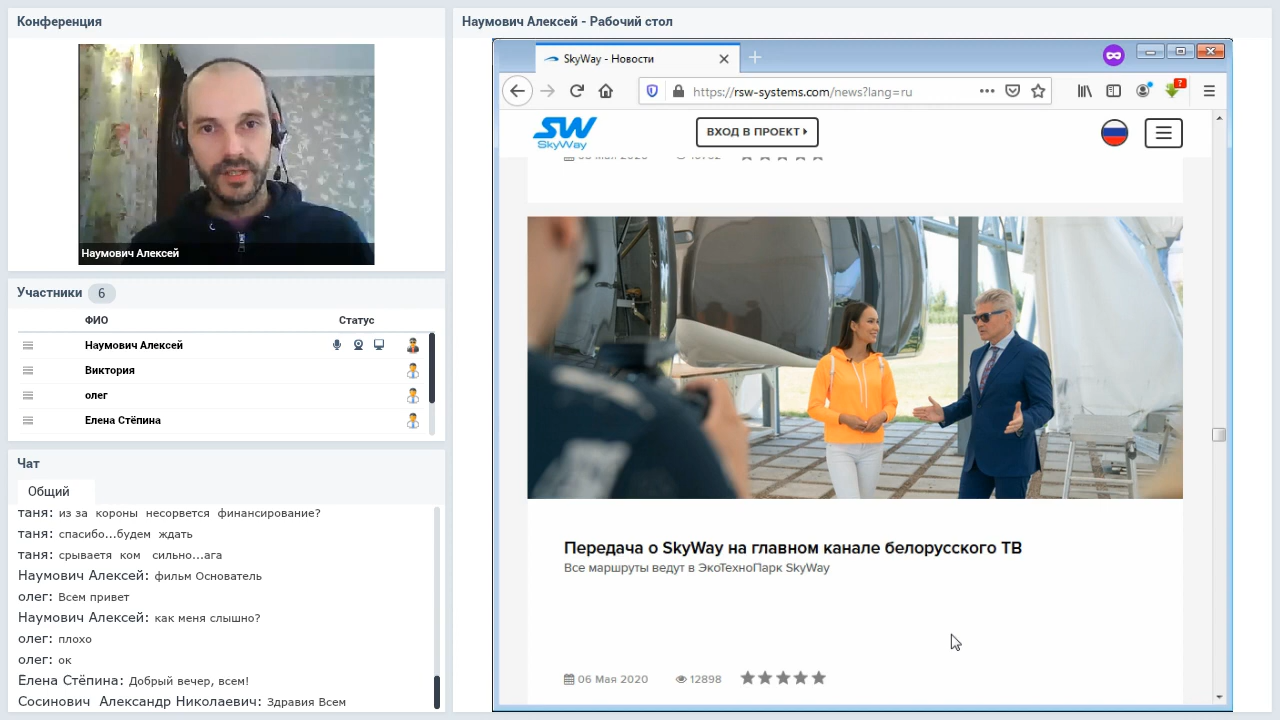 Конференция
Наумович Алексей
Участники 6
ФИО Статус
Наумович Алексей
Виктория
олег
Елена Стёпина
Чат
Общий
таня: из за короны несорвется финансирование?
таня: спасибо...будем ждать
таня: срываетя ком сильно...ага
Наумович Алексей: фильм Основатель
олег: Всем привет
Наумович Алексей: как меня слышно?
олег: плохо
олег: ок
Елена Стёпина: Добрый вечер, всем!
Сосинович Александр Николаевич: Здравия Всем
Наумович Алексей - Рабочий стол
SkyWay - Новости
https://rsw-systems.com/news?lang=ru
SW
SkyWay
ВХОД В ПРОЕКТ
Передача о SkyWay на главном канале белорусского ТВ
Все маршруты ведут в ЭкоТехноПарк SkyWay
06 Мая 2020 12898